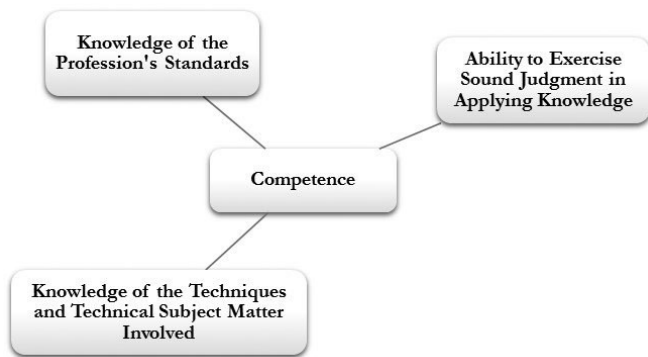 Knowledge of the
Profession's Standards
Ability to Exercise
Sound Judgment in
Applying Knowledge
Competence
Knowledge of the Techniques
and Technical Subject Matter
Involved